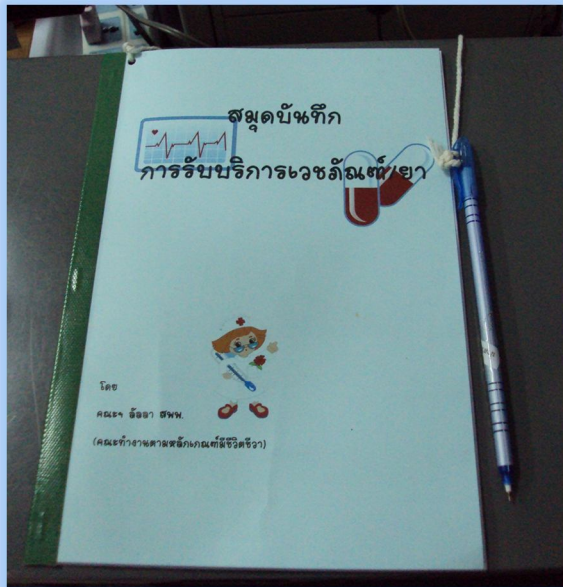 สมุดบันทึก
การรับบริการเวชภัณฑ์/ยา
โดย
คณะฯ ลัลลา สพพ.
(คณะทำงานตามหลักเกณฑ์มีชีวิตชีวา)